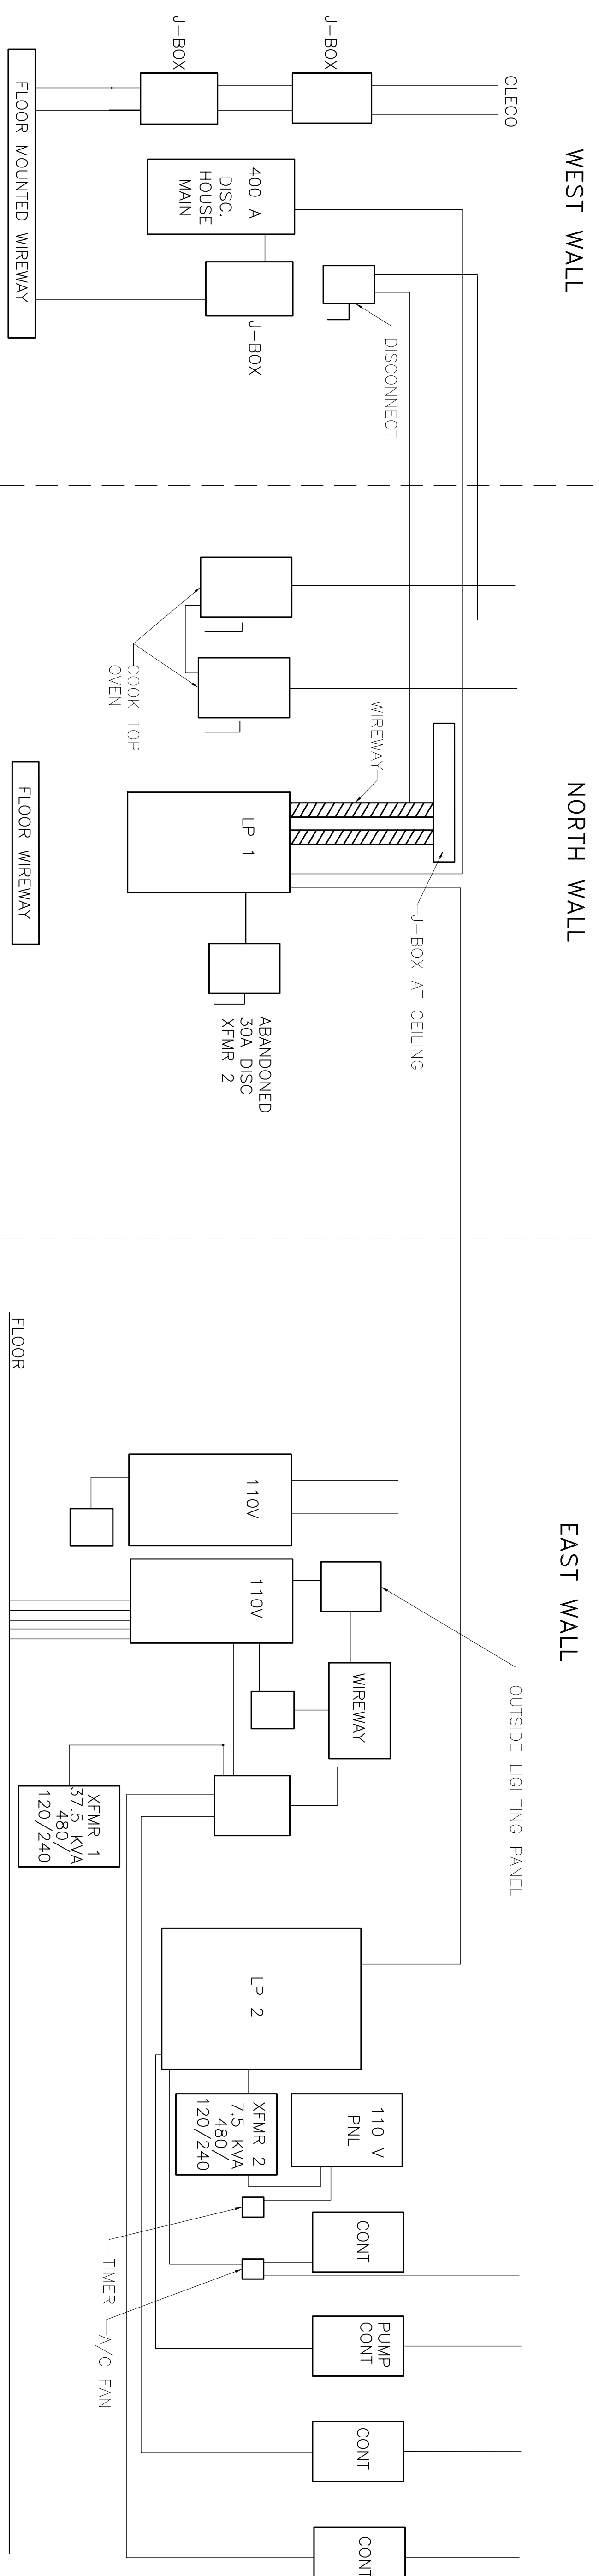 WEST WALL
CLECO
J-BOX
J-BOX
FLOOR MOUNTED WIREWAY
400 A
DISC.
HOUSE
MAIN
J-BOX
DISCONNECT
NORTH WALL
COOK TOP
OVEN
WIREWAY
LP 1
FLOOR WIREWAY
J-BOX AT CEILING
ABANDONED
30A DISC
XFMR 2
EAST WALL
FLOOR
110V
110V
WIREWAY
OUTSIDE LIGHTING PANEL
XFMR 1
37.5 KVA
480/
120/240
LP 2
XFMR 2
7.5 KVA
480/
120/240
110 V
PNL
TIMER
A/C FAN
CONT
PUMP
CONT
CONT
CONT